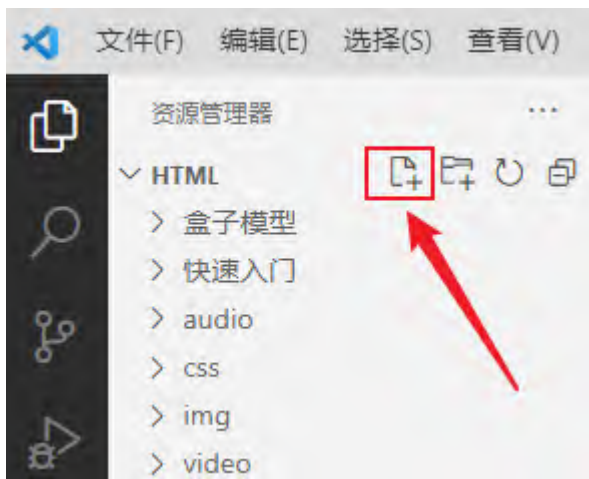 文件(F) 编辑(E) 选择(S) 查看(V)
资源管理器 ···
HTML
盒子模型
快速入门
audio
css
img
video